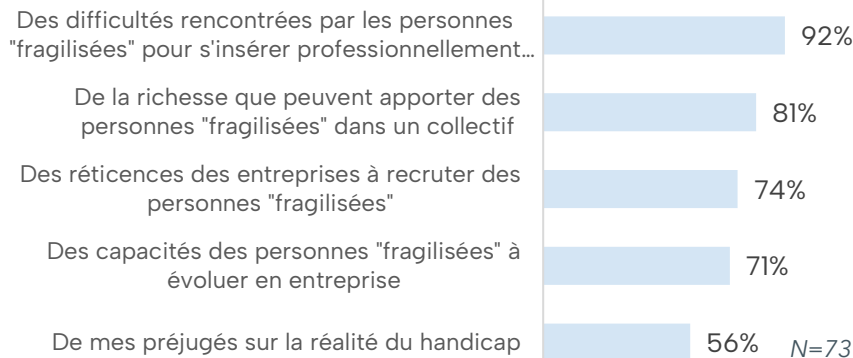 Des difficultés rencontrées par les personnes
"fragilisées" pour s'insérer professionnellement…
92%
De la richesse que peuvent apporter des
personnes "fragilisées" dans un collectif
81%
Des réticences des entreprises à recruter des
personnes "fragilisées"
74%
Des capacités des personnes "fragilisées" à
évoluer en entreprise
71%
De mes préjugés sur la réalité du handicap
56%
N=73